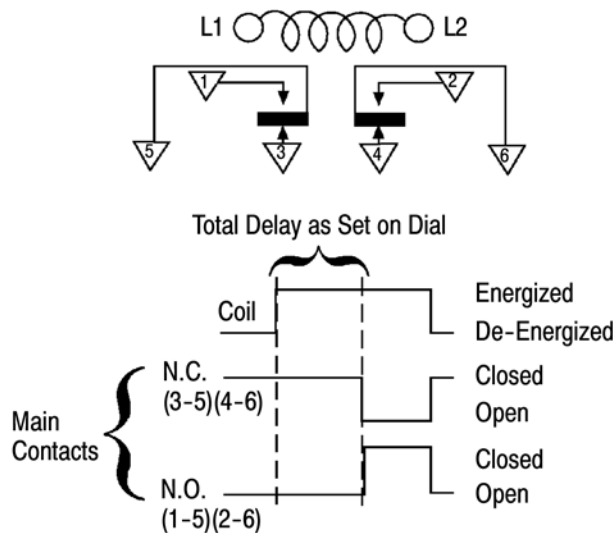 L1 L2
1 2
5 3 4 6
Total Delay as Set on Dial
Coil
Energized
De-Energized
N.C.
(3-5)(4-6)
Closed
Open
Main
Contacts
N.O.
(1-5)(2-6)
Closed
Open